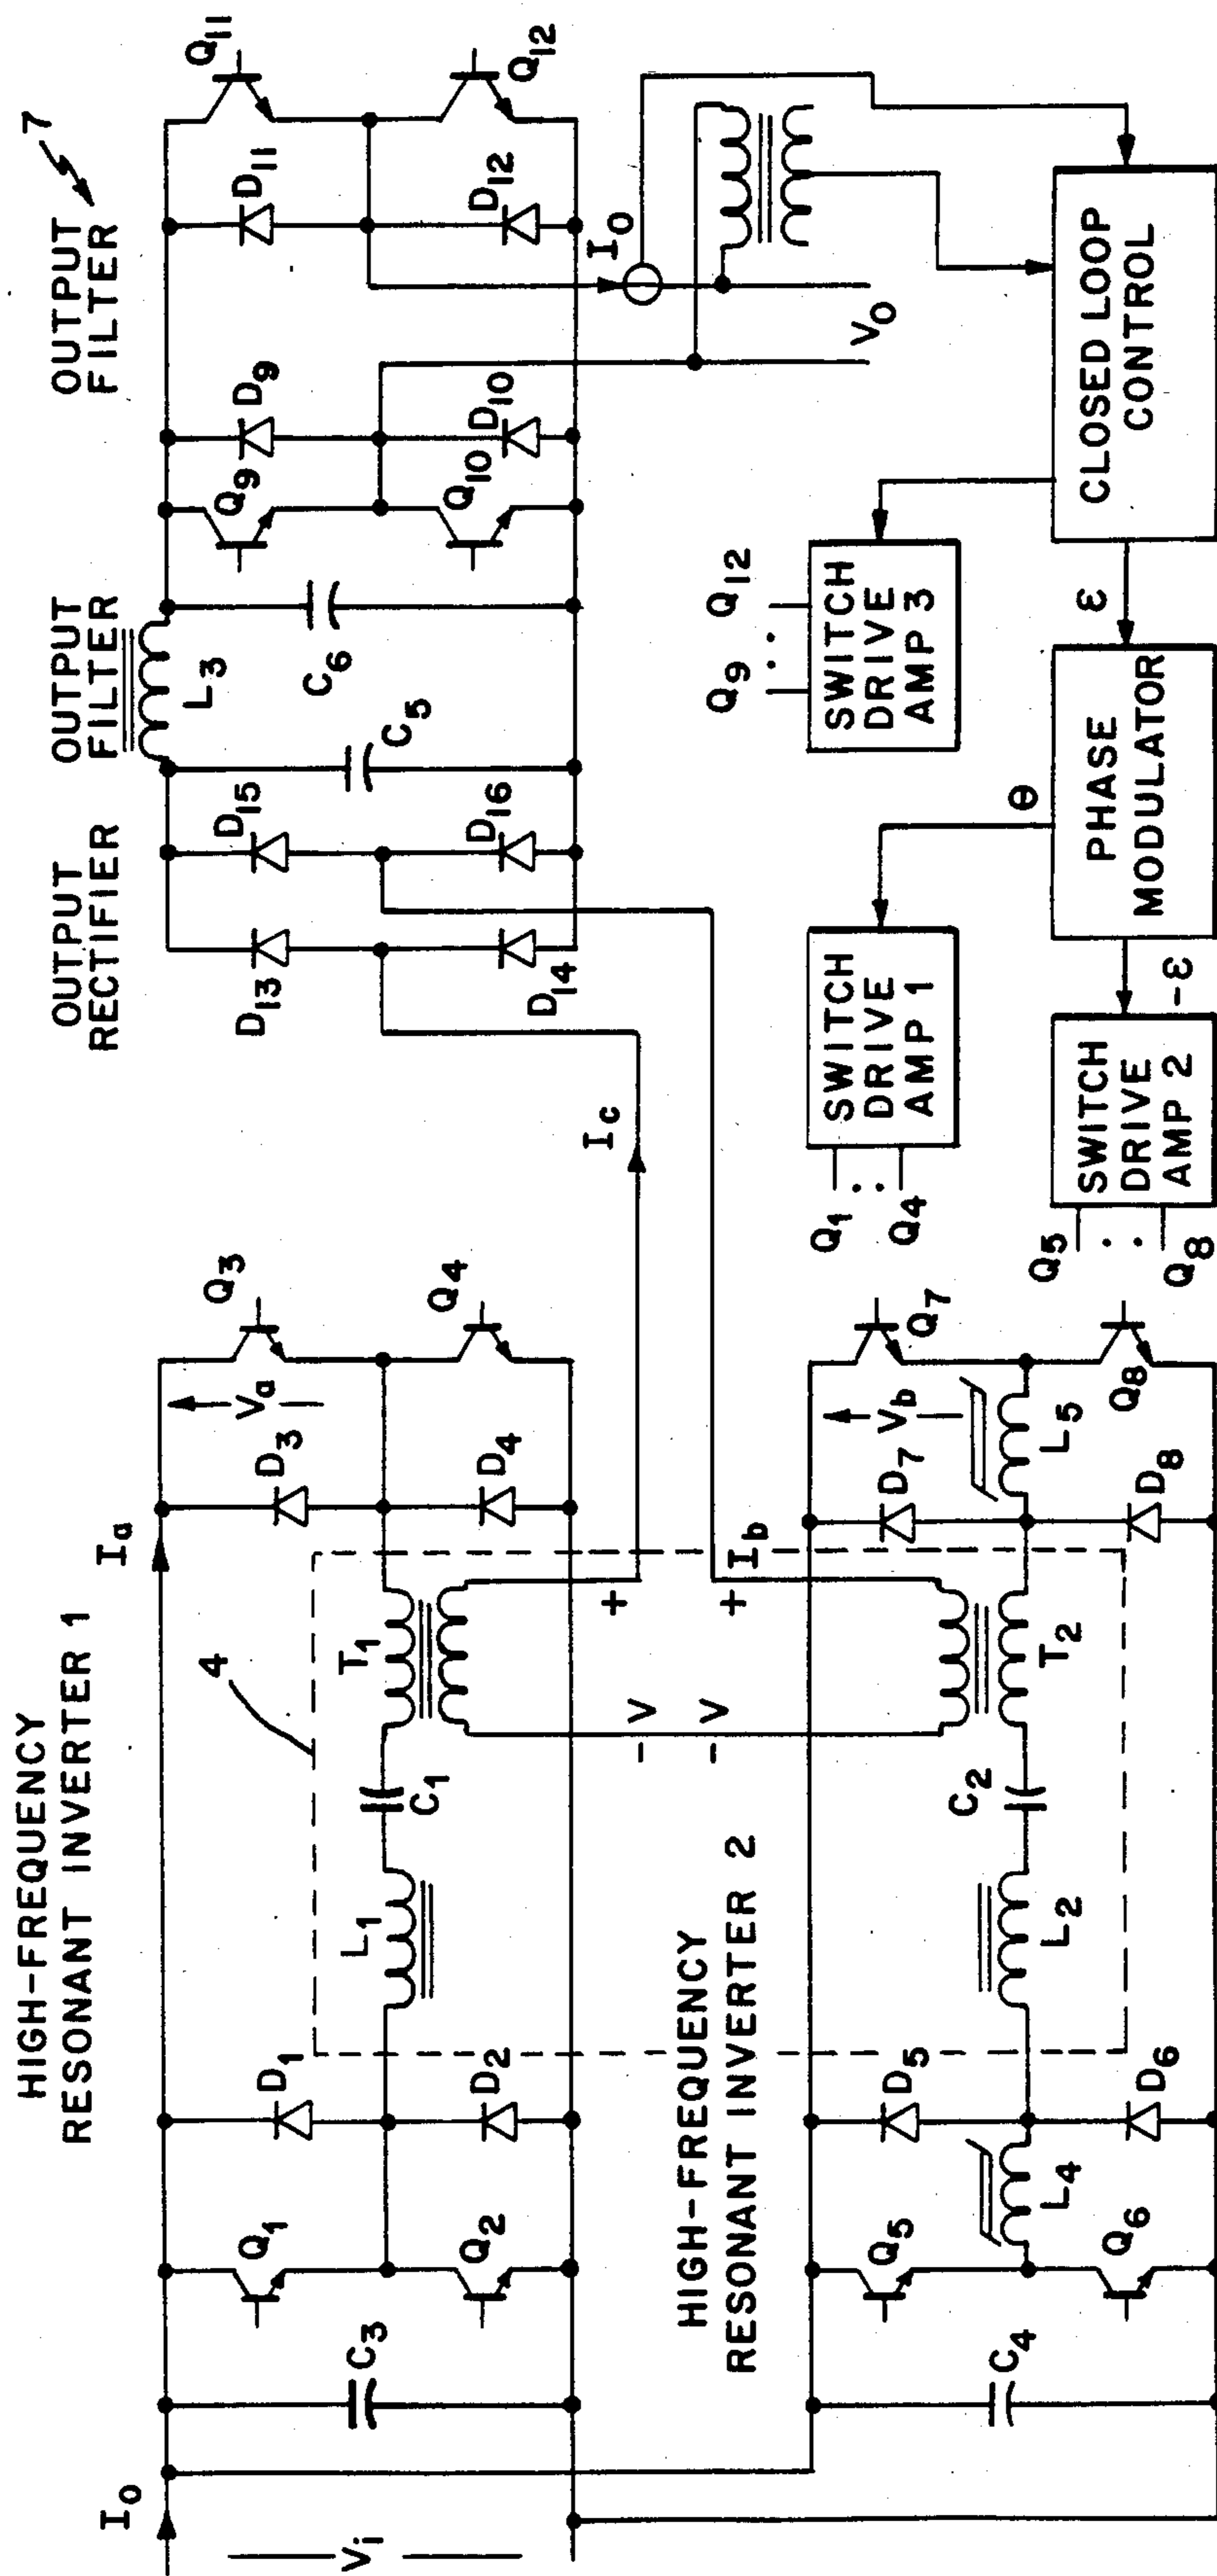 HIGH-FREQUENCY
RESONANT INVERTER 1
I₀
Vᵢ
C₃
Q₁
Q₂
D₁
D₂
4
L₁
C₁
T₁
Iₐ
D₃
D₄
Vₐ
Q₃
Q₄
- V
- V
+
+
I_c
I_b
HIGH-FREQUENCY
RESONANT INVERTER 2
C₄
Q₅
Q₆
L₄
D₅
D₆
L₂
C₂
T₂
D₇
D₈
L₅
V_b
Q₇
Q₈
OUTPUT
RECTIFIER
D₁₃
D₁₄
D₁₅
D₁₆
OUTPUT
FILTER
L₃
C₅
C₆
OUTPUT
FILTER
7
Q₉
Q₁₀
D₉
D₁₀
D₁₁
D₁₂
Q₁₁
Q₁₂
I₀
V₀
Q₁
:
Q₄
SWITCH
DRIVE
AMP 1
Q₅
..
Q₈
SWITCH
DRIVE
AMP 2
-ε
θ
PHASE
MODULATOR
ε
Q₉ .. Q₁₂
SWITCH
DRIVE
AMP 3
CLOSED LOOP
CONTROL